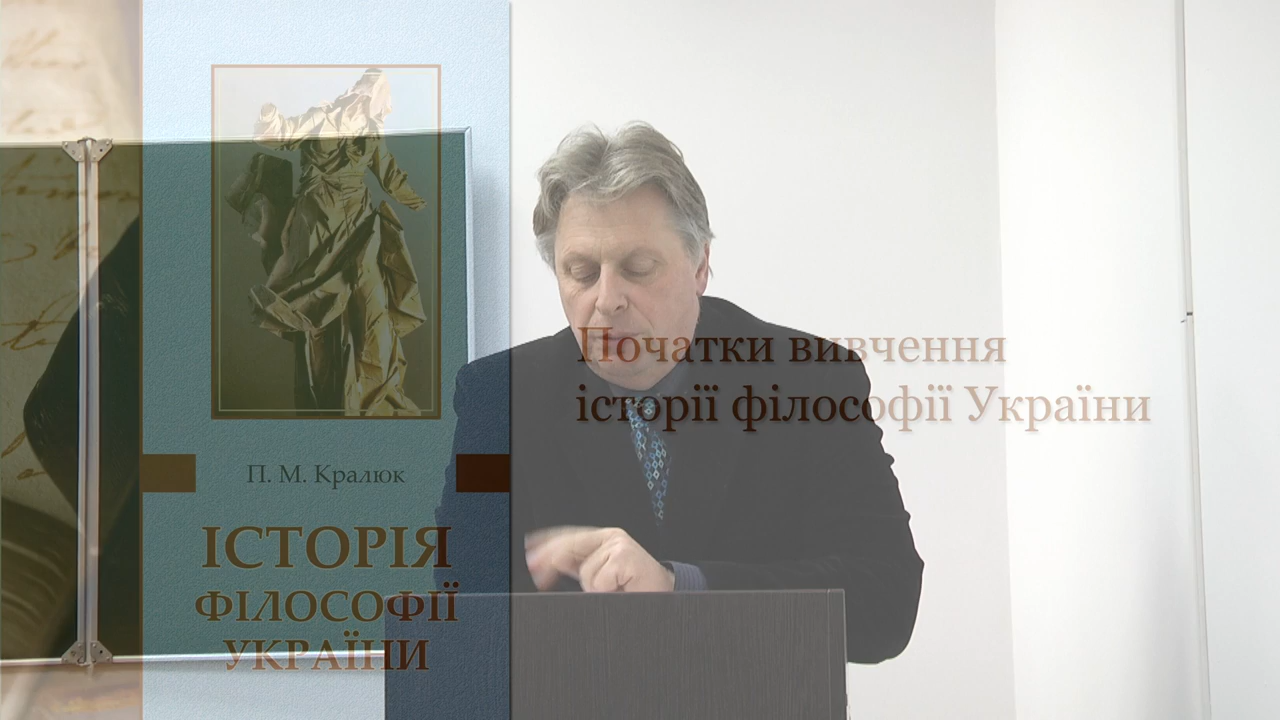 П. М. Кралюк
ІСТОРІЯ
ФІЛОСОФІЇ
УКРАЇНИ
Початки вивчення
історії філософії України